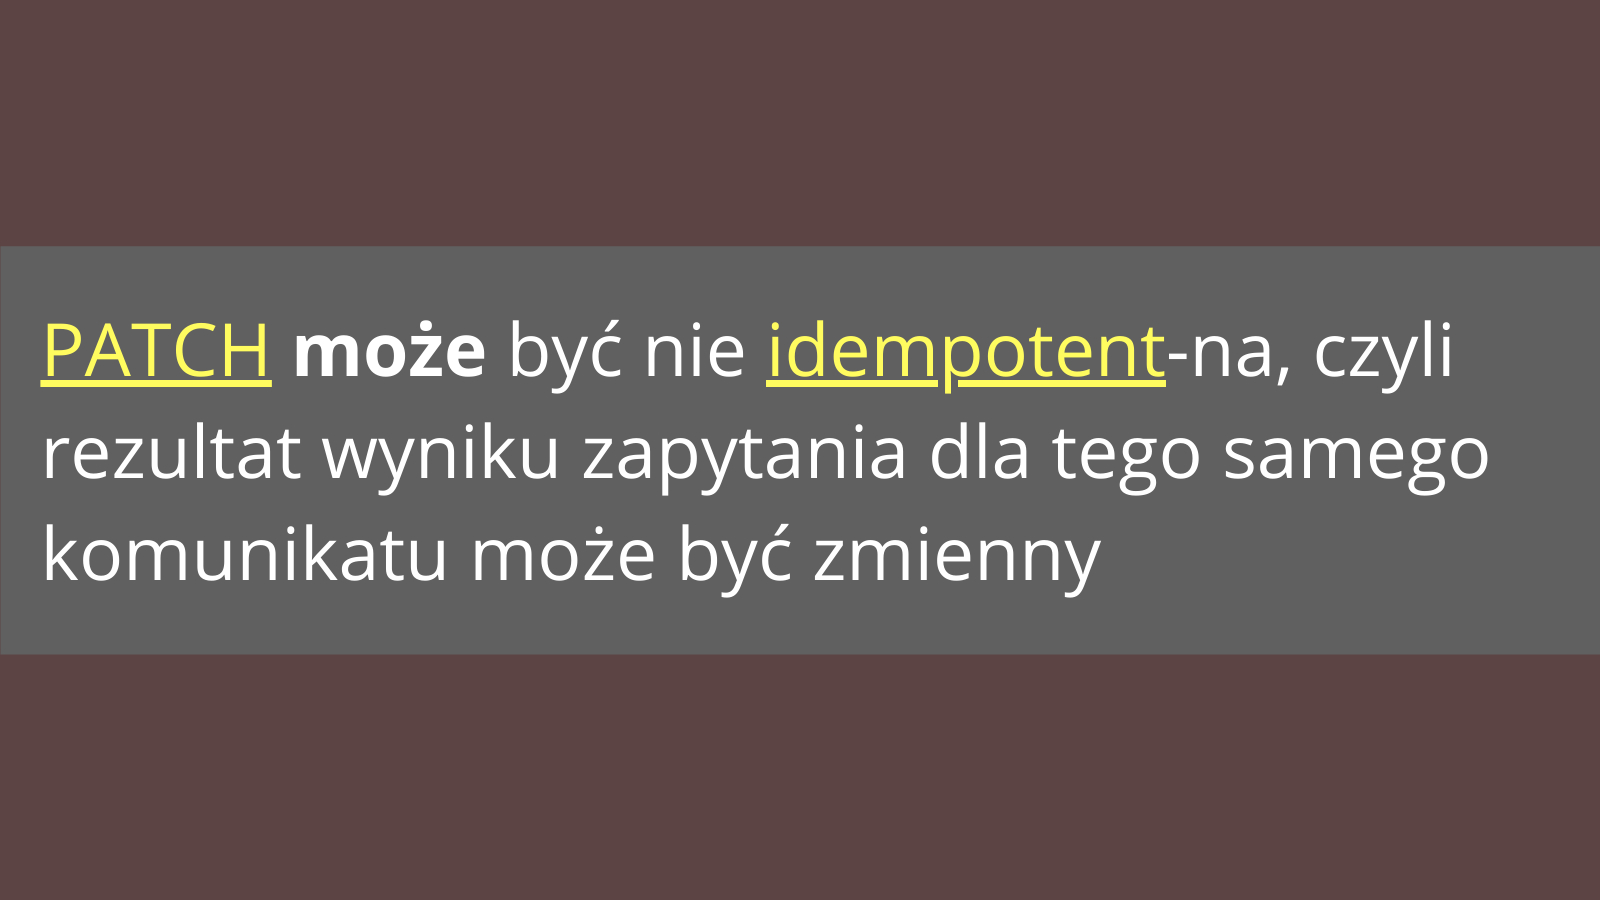 PATCH może być nie idempotent-na, czyli
rezultat wyniku zapytania dla tego samego
komunikatu może być zmienny